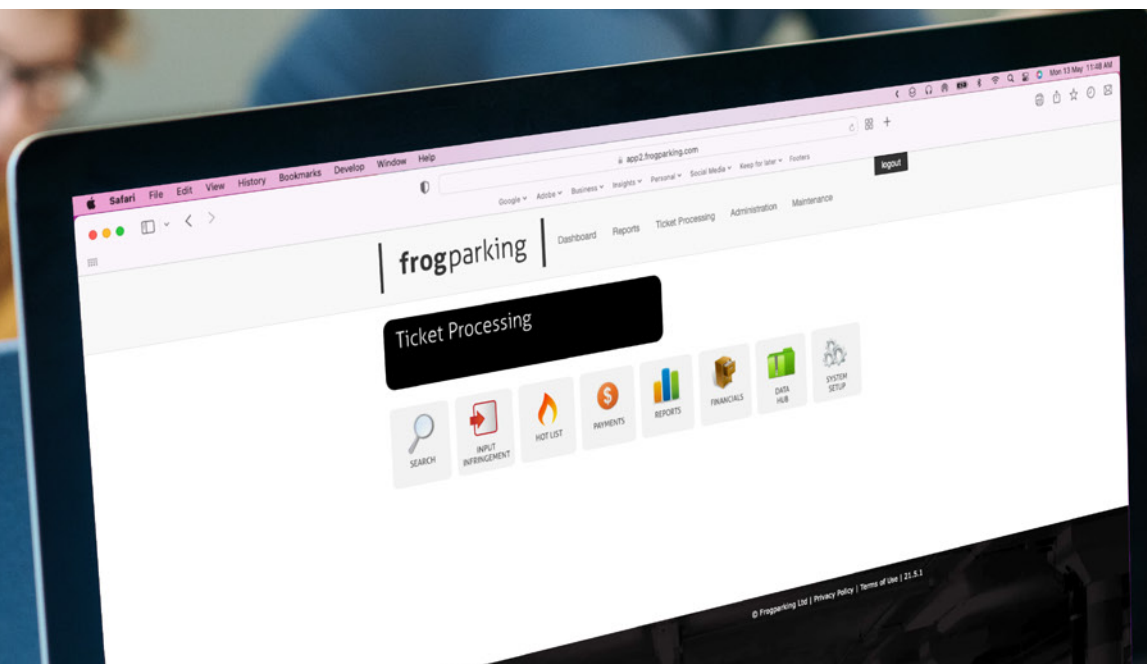 Safari File Edit View History Bookmarks Develop Window Help
Mon 13 May 11:48 AM
app2.frogparking.com
Google Adobe Business Insights Personal Social Media Keep for later Footers
logout
frogparking
Dashboard Reports Ticket Processing Administration Maintenance
Ticket Processing
SEARCH
INPUT
INFRINGEMENT
HOT LIST
PAYMENTS
REPORTS
FINANCIALS
DATA
HUB
SYSTEM
SETUP
© Frogparking Ltd | Privacy Policy | Terms of Use | 21.5.1